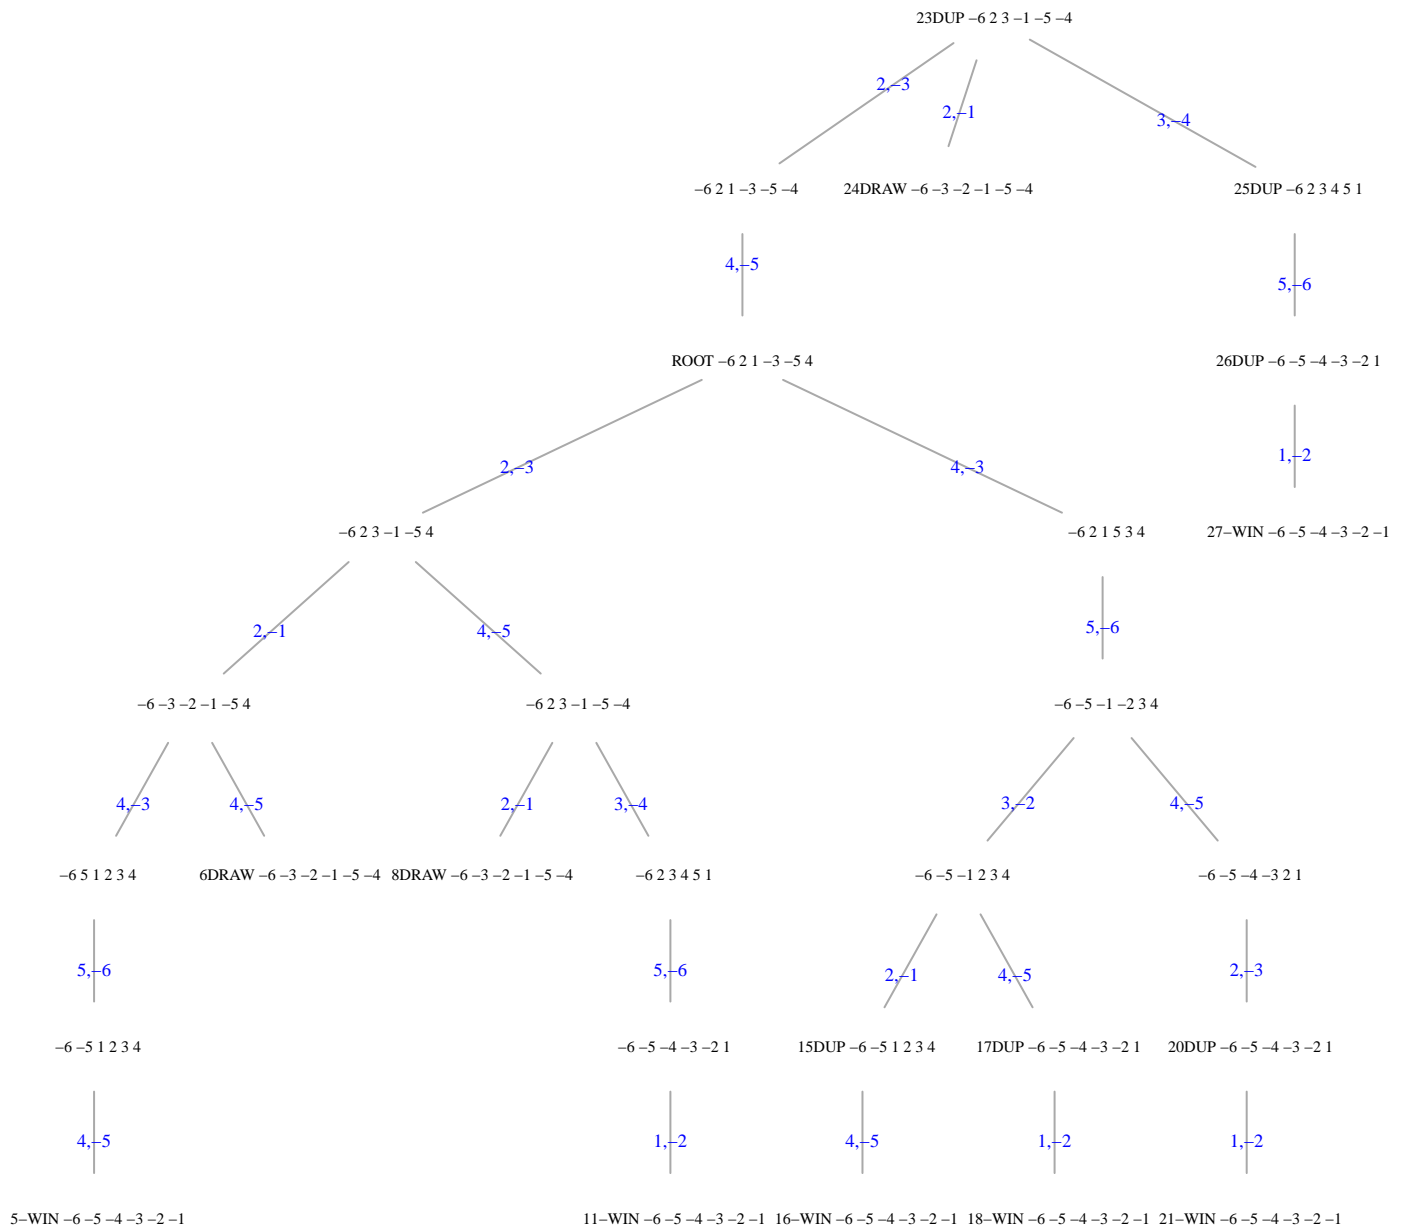 23DUP –6 2 3 –1 –5 –4
2,–3
2,–1
3,–4
–6 2 1 –3 –5 –4
24DRAW –6 –3 –2 –1 –5 –4
25DUP –6 2 3 4 5 1
4,–5
5,–6
ROOT –6 2 1 –3 –5 4
26DUP –6 –5 –4 –3 –2 1
2,–3
4,–3
1,–2
–6 2 3 –1 –5 4
–6 2 1 5 3 4
27–WIN –6 –5 –4 –3 –2 –1
2,–1
4,–5
5,–6
–6 –3 –2 –1 –5 4
–6 2 3 –1 –5 –4
–6 –5 –1 –2 3 4
4,–3
4,–5
2,–1
3,–4
3,–2
4,–5
–6 5 1 2 3 4
6DRAW –6 –3 –2 –1 –5 –4
8DRAW –6 –3 –2 –1 –5 –4
–6 2 3 4 5 1
–6 –5 –1 2 3 4
–6 –5 –4 –3 2 1
5,–6
5,–6
2,–1
4,–5
2,–3
–6 –5 1 2 3 4
–6 –5 –4 –3 –2 1
15DUP –6 –5 1 2 3 4
17DUP –6 –5 –4 –3 –2 1
20DUP –6 –5 –4 –3 –2 1
4,–5
1,–2
4,–5
1,–2
1,–2
5–WIN –6 –5 –4 –3 –2 –1
11–WIN –6 –5 –4 –3 –2 –1
16–WIN –6 –5 –4 –3 –2 –1
18–WIN –6 –5 –4 –3 –2 –1
21–WIN –6 –5 –4 –3 –2 –1